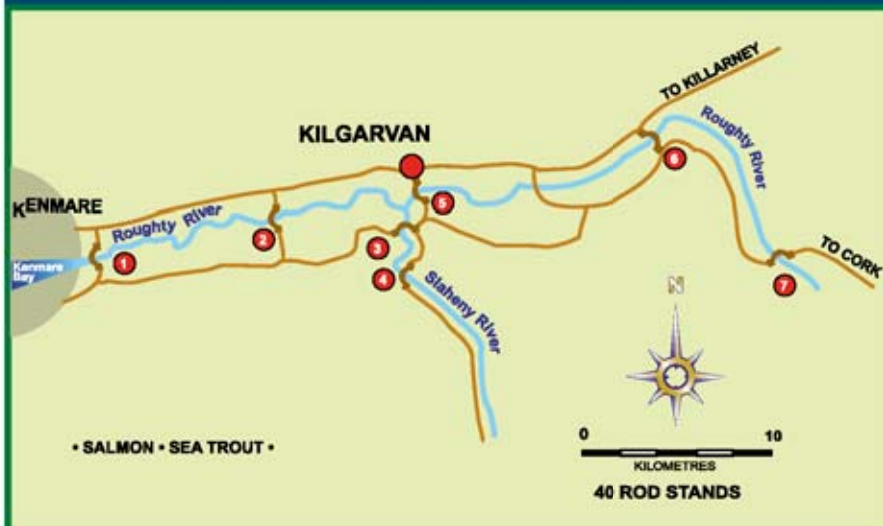 TO KILLARNEY
KILGARVAN
Roughty River
6
KENMARE
Roughty River
5
2
3
1
TO CORK
Kenmare
Bay
4
7
Slaheny River
N
0 10
• SALMON • SEA TROUT •
KILOMETRES
40 ROD STANDS